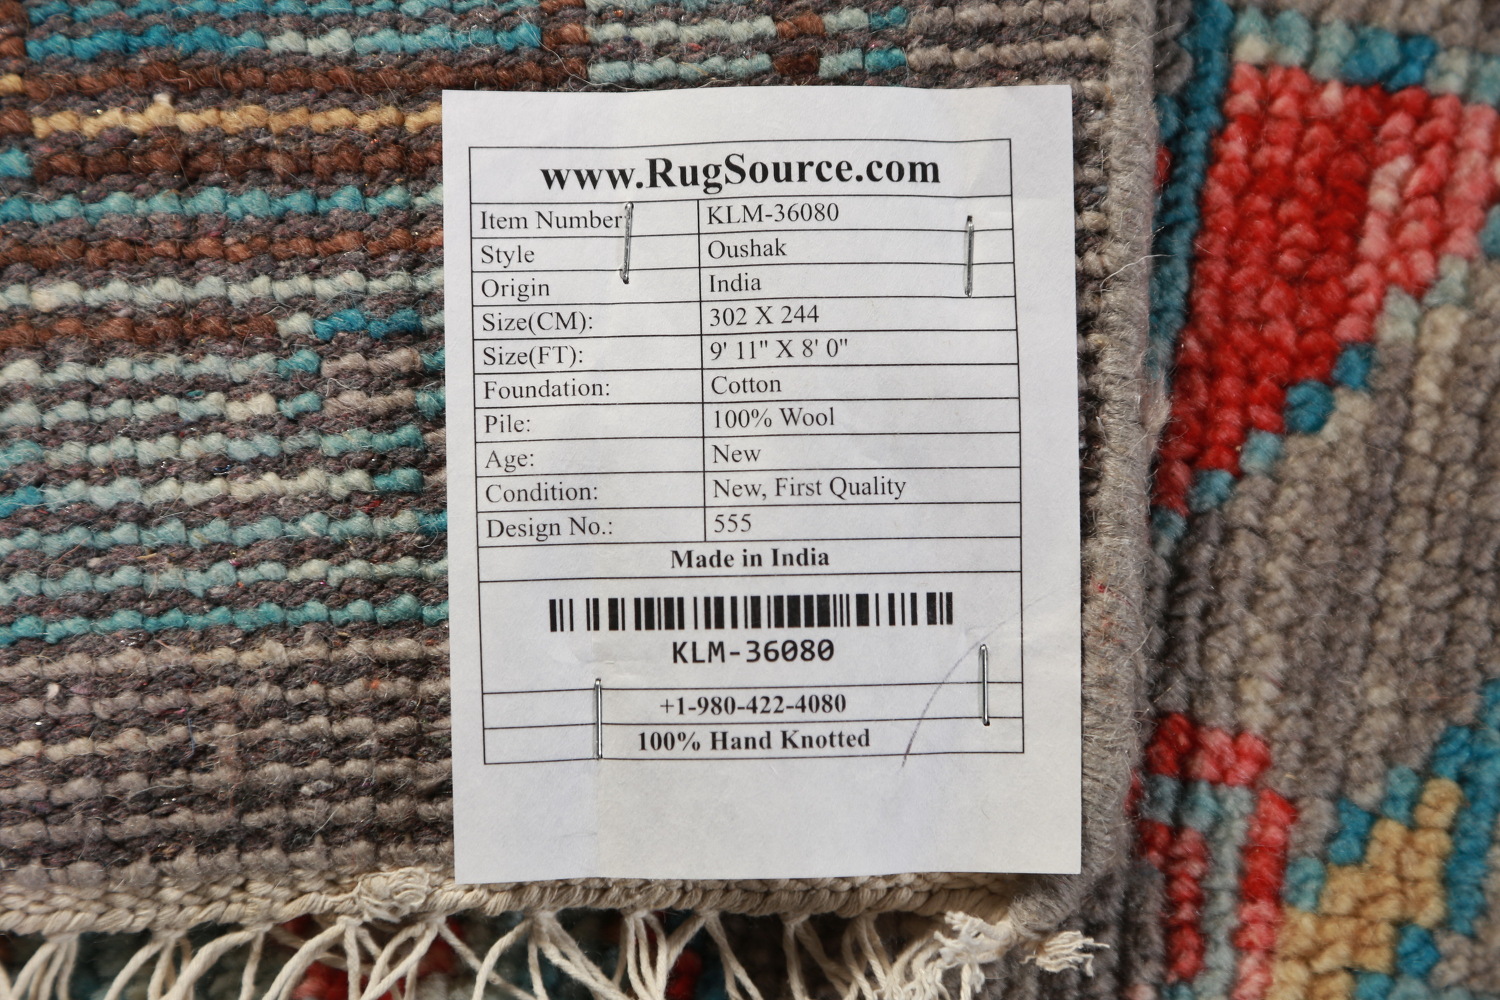 www.RugSource.com
Item Number KLM-36080
Style Oushak
Origin India
Size(CM): 302 X 244
Size(FT): 9' 11" X 8' 0"
Foundation: Cotton
Pile: 100% Wool
Age: New
Condition: New, First Quality
Design No.: 555
Made in India
KLM-36080
+1-980-422-4080
100% Hand Knotted